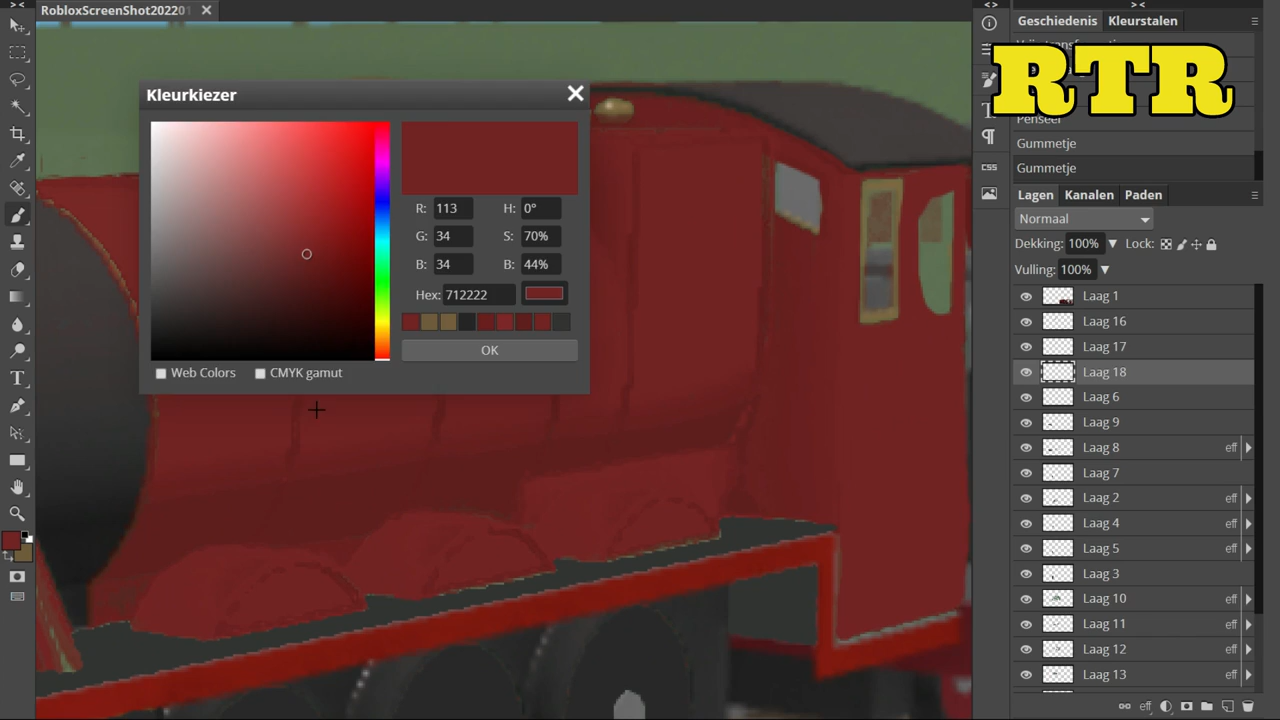 RobloxScreenShot202201
Geschiedenis
Kleurstalen
RTR
Penseel
Gummetje
Gummetje
Kleurkiezer
R: 113
H: 0°
G: 34
S: 70%
B: 34
B: 44%
Hex: 712222
OK
Web Colors
CMYK gamut
CSS
Lagen
Kanalen
Paden
Normaal
Dekking: 100%
Lock:
Vulling: 100%
Laag 1
Laag 16
Laag 17
Laag 18
Laag 6
Laag 9
Laag 8 eff
Laag 7
Laag 2 eff
Laag 4
Laag 5 eff
Laag 3
Laag 10 eff
Laag 11 eff
Laag 12 eff
Laag 13 eff
eff